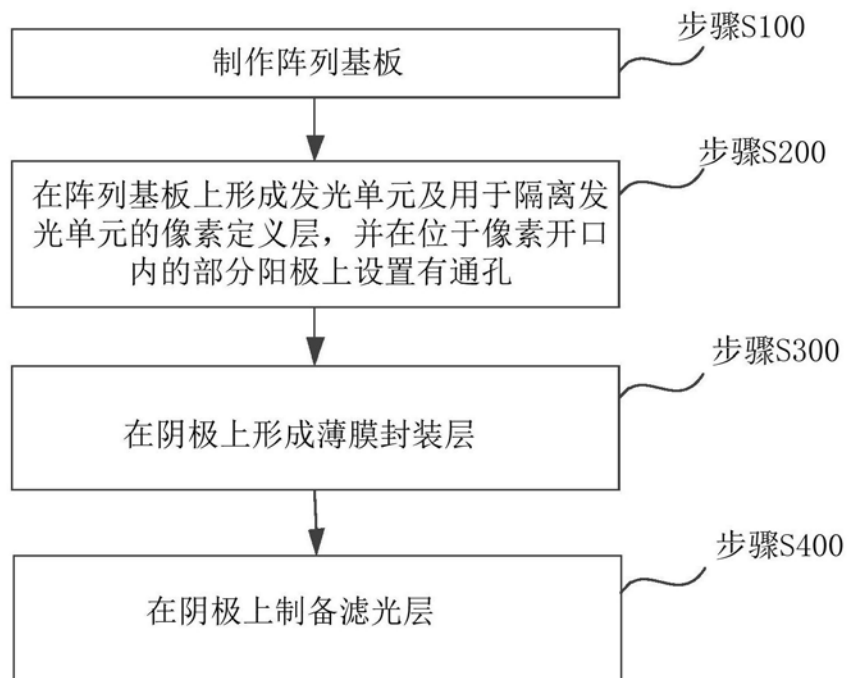 步骤S100
制作阵列基板
步骤S200
在阵列基板上形成发光单元及用于隔离发
光单元的像素定义层，并在位于像素开口
内的部分阳极上设置有通孔
步骤S300
在阴极上形成薄膜封装层
步骤S400
在阴极上制备滤光层